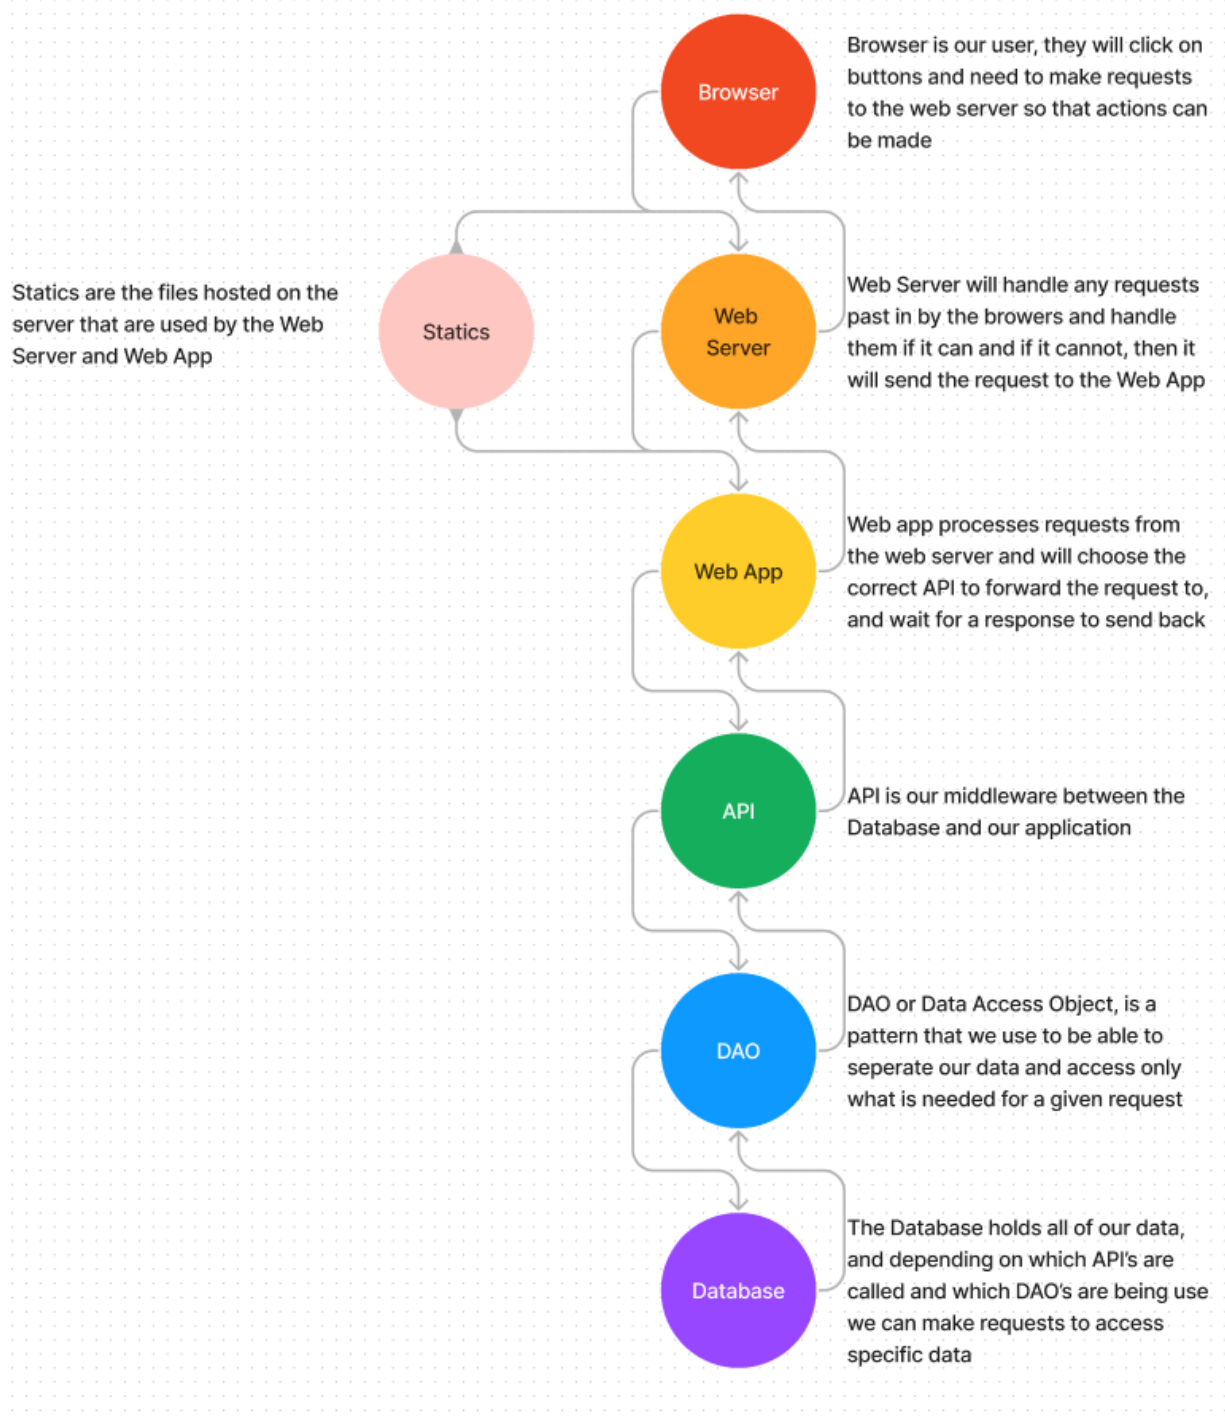 Browser
Browser is our user, they will click on
buttons and need to make requests
to the web server so that actions can
be made
Statics are the files hosted on the
server that are used by the Web
Server and Web App
Statics
Web
Server
Web Server will handle any requests
past in by the browers and handle
them if it can and if it cannot, then it
will send the request to the Web App
Web App
Web app processes requests from
the web server and will choose the
correct API to forward the request to,
and wait for a response to send back
API
API is our middleware between the
Database and our application
DAO
DAO or Data Access Object, is a
pattern that we use to be able to
seperate our data and access only
what is needed for a given request
Database
The Database holds all of our data,
and depending on which API's are
called and which DAO's are being use
we can make requests to access
specific data